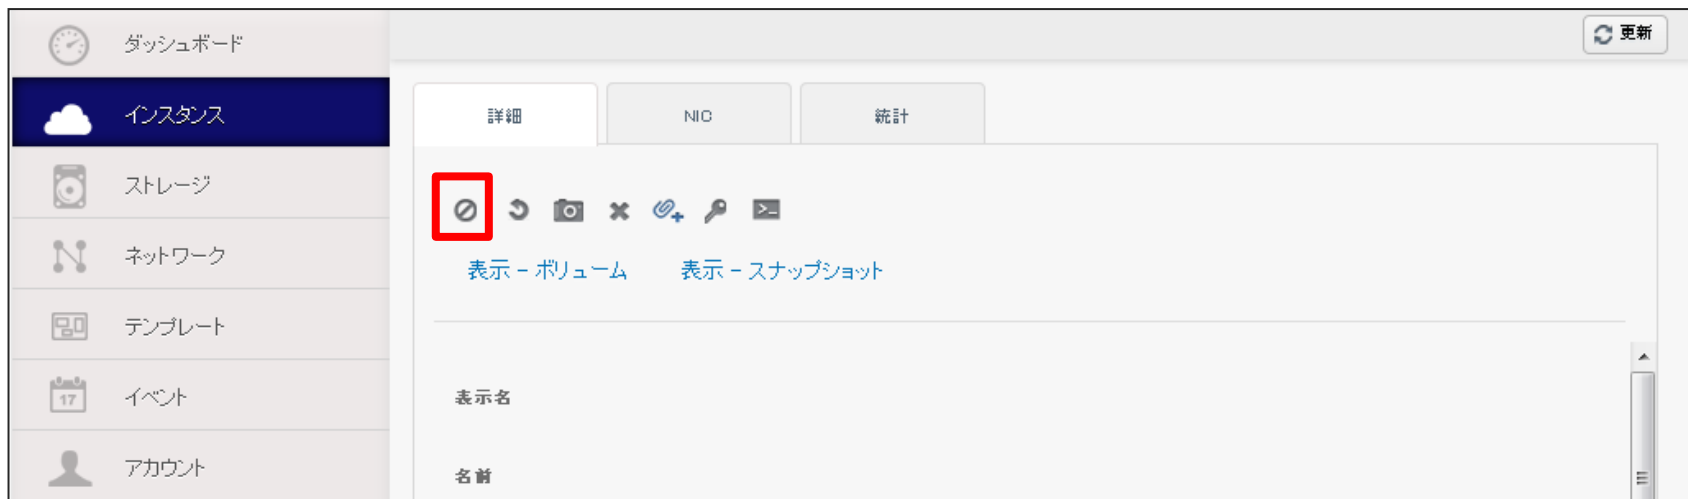 ダッシュボード
インスタンス
ストレージ
ネットワーク
テンプレート
17
イベント
アカウント
更新
詳細
NIC
統計
表示 – ボリューム
表示 – スナップショット
表示名
名前